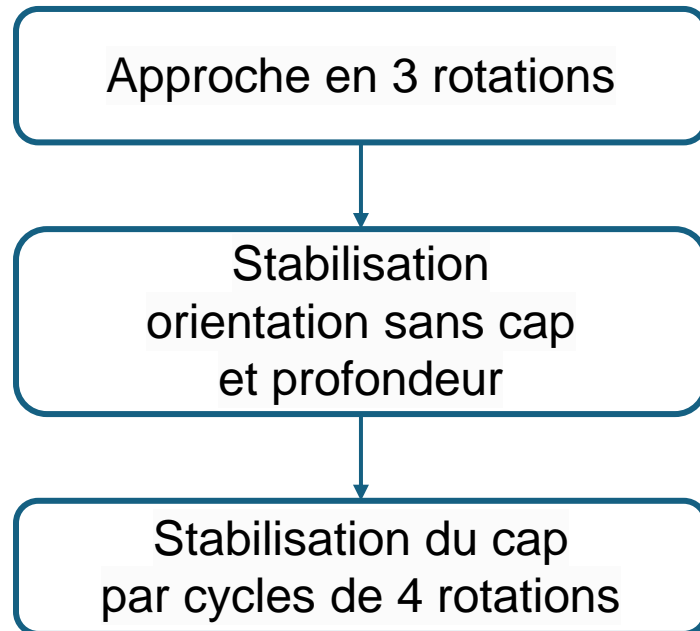 Approche en 3 rotations
Stabilisation
orientation sans cap
et profondeur
Stabilisation du cap
par cycles de 4 rotations